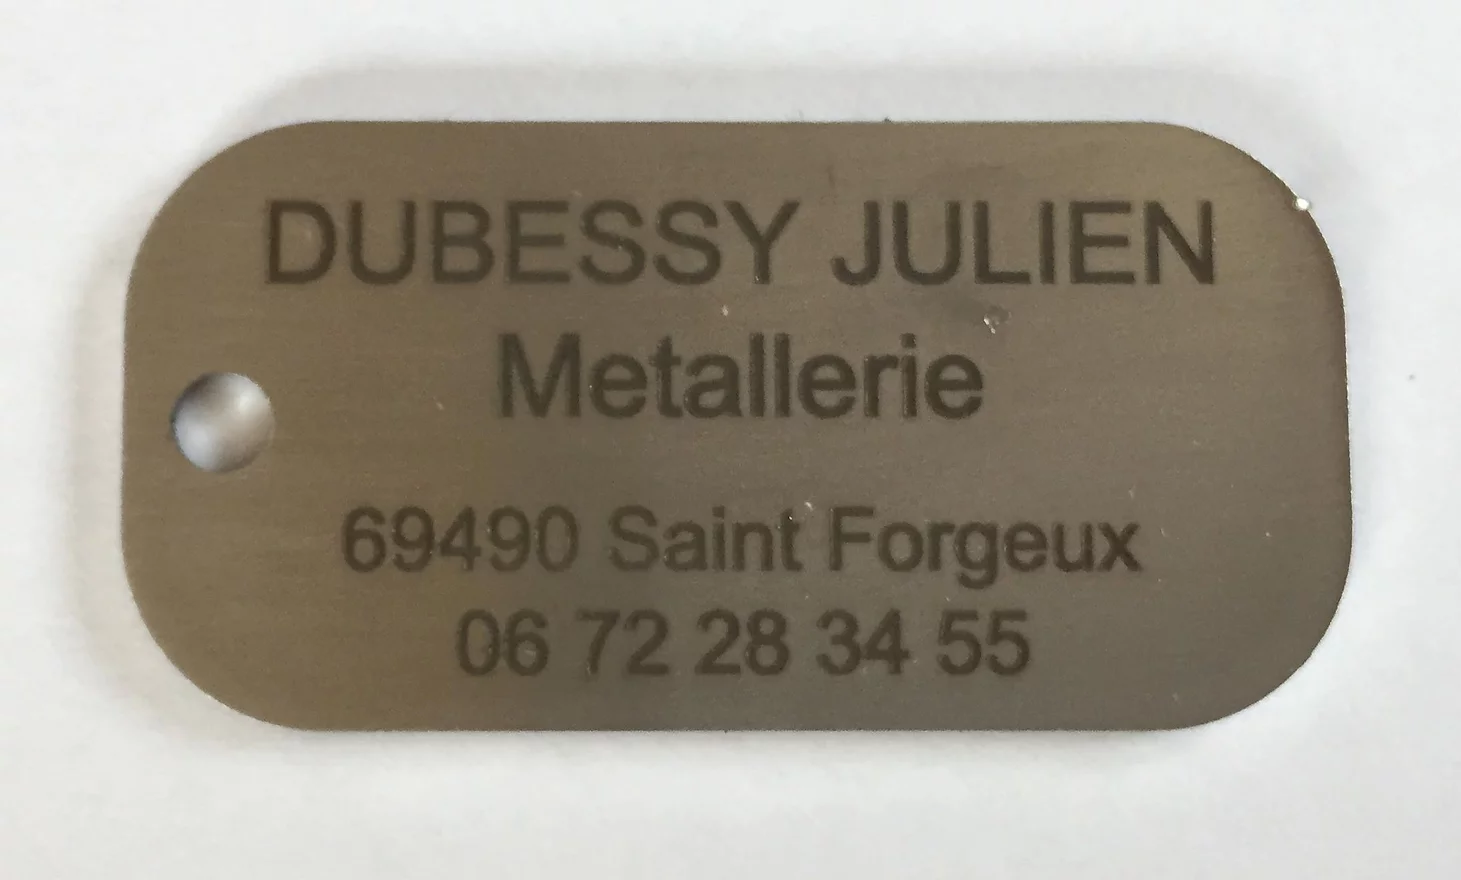 DUBESSY JULIEN
Metallerie
69490 Saint Forgeux
06 72 28 34 55